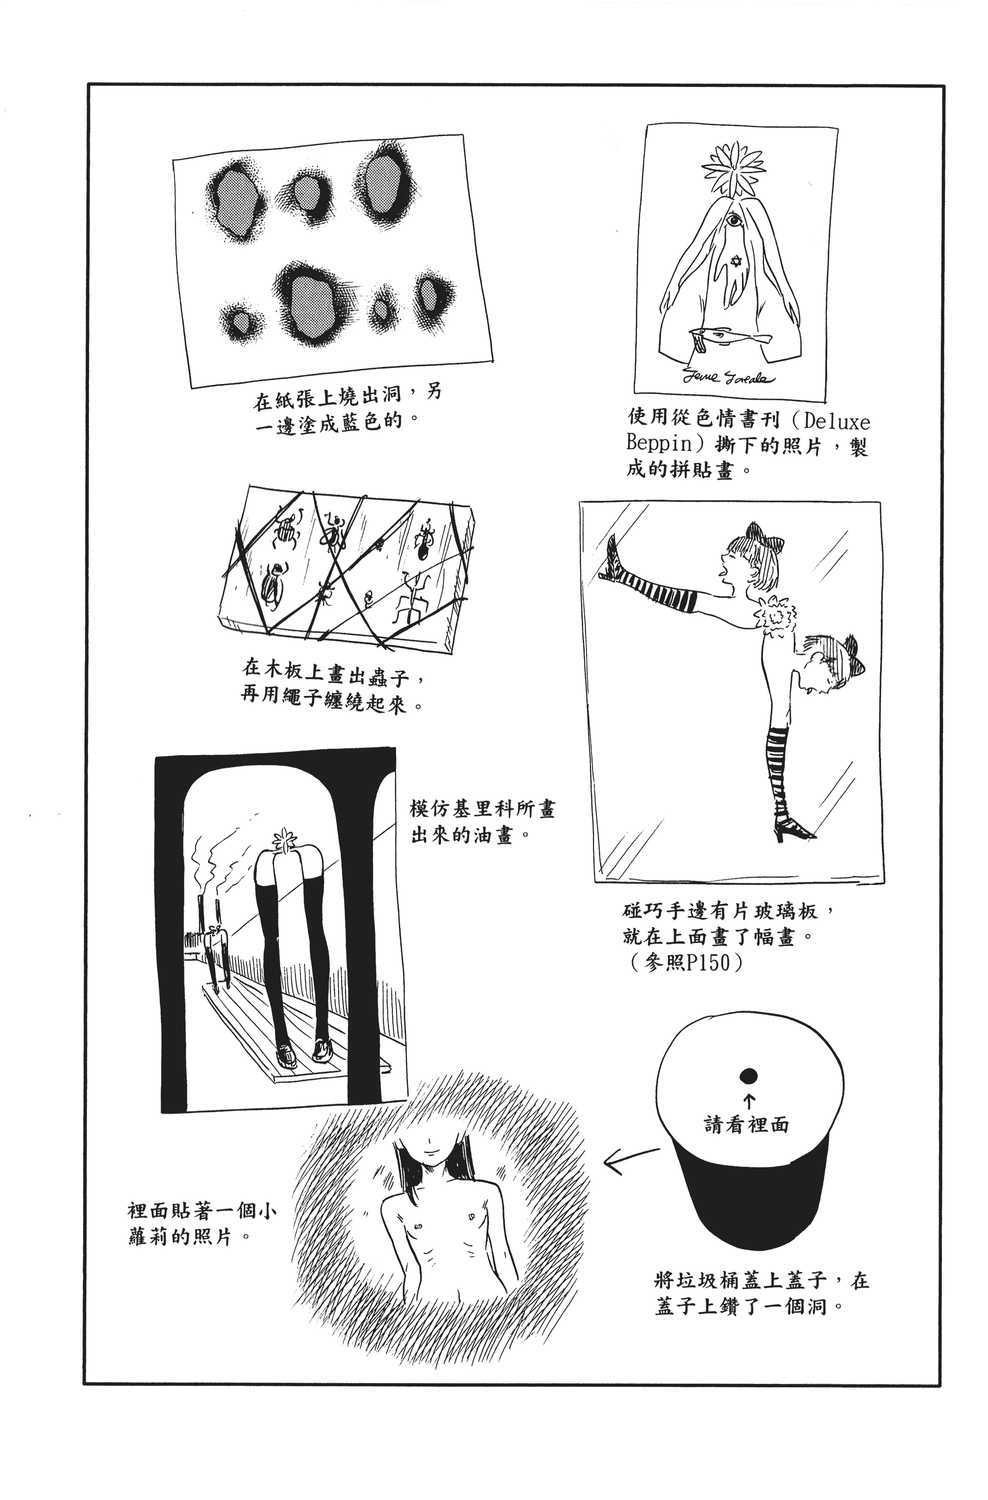 在紙張上燒出洞，另
一邊塗成藍色的。
使用從色情書刊（Deluxe
Beppin）撕下的照片，製
成的拼貼畫。
在木板上畫出蟲子，
再用繩子纏繞起來。
模仿基里科所畫
出來的油畫。
碰巧手邊有片玻璃板，
就在上面畫了幅畫。
（參照P150）
↑
請看裡面
裡面貼著一個小
蘿莉的照片。
將垃圾桶蓋上蓋子，在
蓋子上鑽了一個洞。